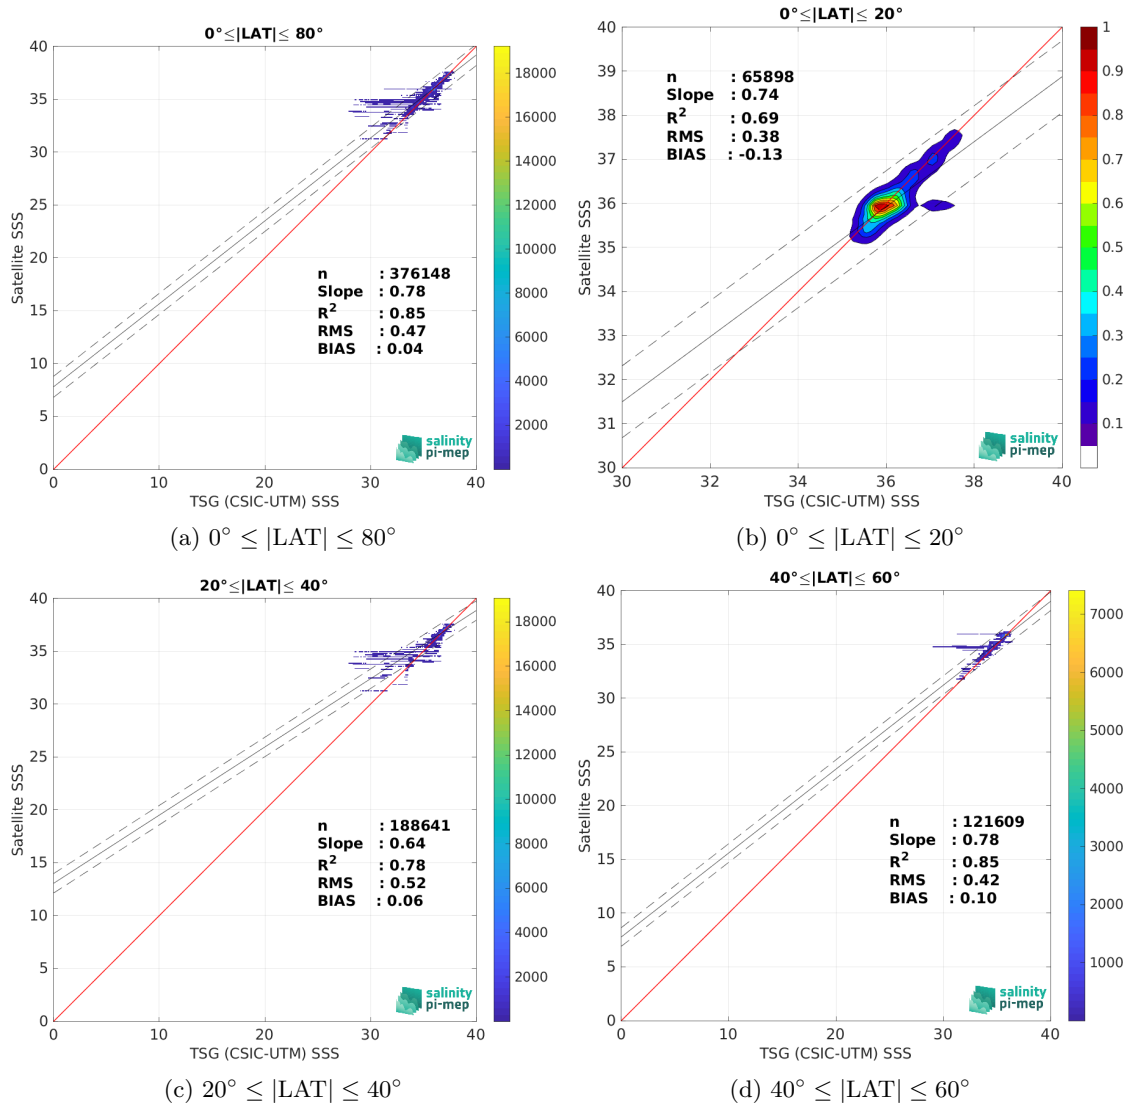 0°≤|LAT|≤ 80°
40
35
30
25
20
15
10
5
0
Satellite SSS
n : 376148
Slope : 0.78
R² : 0.85
RMS : 0.47
BIAS : 0.04
salinity
pi-mep
0 10 20 30 40
TSG (CSIC-UTM) SSS
18000
16000
14000
12000
10000
8000
6000
4000
2000
(a) 0° ≤ |LAT| ≤ 80°
0°≤|LAT|≤ 20°
40
39
38
37
36
35
34
33
32
31
30
Satellite SSS
n : 65898
Slope : 0.74
R² : 0.69
RMS : 0.38
BIAS : -0.13
salinity
pi-mep
30 32 34 36 38 40
TSG (CSIC-UTM) SSS
1
0.9
0.8
0.7
0.6
0.5
0.4
0.3
0.2
0.1
(b) 0° ≤ |LAT| ≤ 20°
20°≤|LAT|≤ 40°
40
35
30
25
20
15
10
5
0
Satellite SSS
n : 188641
Slope : 0.64
R² : 0.78
RMS : 0.52
BIAS : 0.06
salinity
pi-mep
0 10 20 30 40
TSG (CSIC-UTM) SSS
18000
16000
14000
12000
10000
8000
6000
4000
2000
(c) 20° ≤ |LAT| ≤ 40°
40°≤|LAT|≤ 60°
40
35
30
25
20
15
10
5
0
Satellite SSS
n : 121609
Slope : 0.78
R² : 0.85
RMS : 0.42
BIAS : 0.10
salinity
pi-mep
0 10 20 30 40
TSG (CSIC-UTM) SSS
7000
6000
5000
4000
3000
2000
1000
(d) 40° ≤ |LAT| ≤ 60°